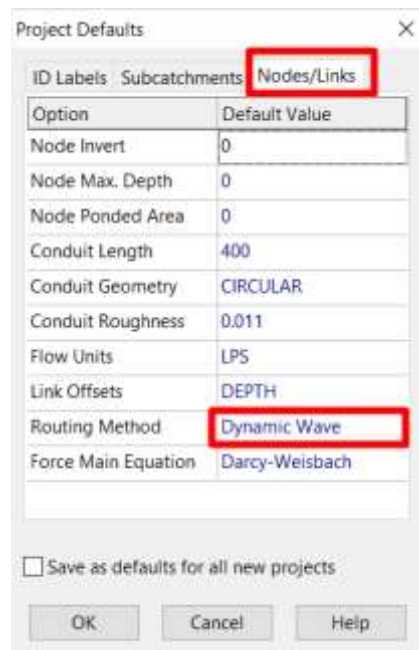 Project Defaults
ID Labels Subcatchments Nodes/Links
Option Default Value
Node Invert 0
Node Max. Depth 0
Node Ponded Area 0
Conduit Length 400
Conduit Geometry CIRCULAR
Conduit Roughness 0.011
Flow Units LPS
Link Offsets DEPTH
Routing Method Dynamic Wave
Force Main Equation Darcy-Weisbach
Save as defaults for all new projects
OK Cancel Help